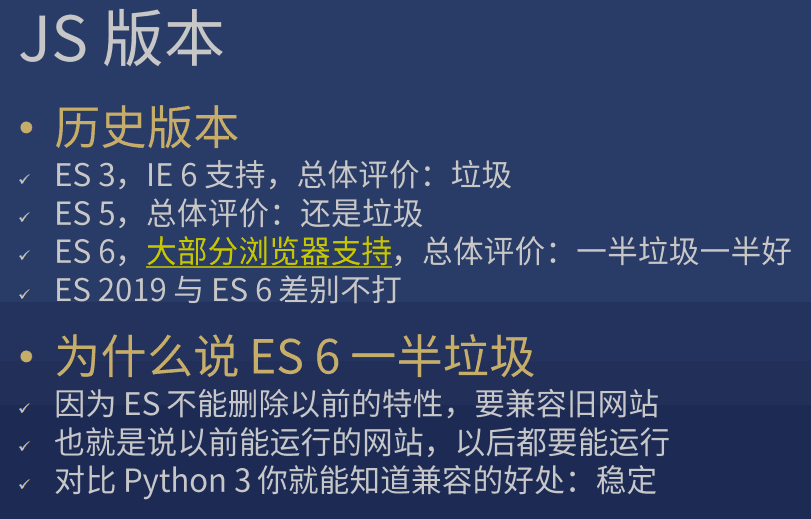 JS 版本
• 历史版本
✓ ES 3，IE 6 支持，总体评价：垃圾
✓ ES 5，总体评价：还是垃圾
✓ ES 6，大部分浏览器支持，总体评价：一半垃圾一半好
✓ ES 2019 与 ES 6 差别不打
• 为什么说 ES 6 一半垃圾
✓ 因为 ES 不能删除以前的特性，要兼容旧网站
✓ 也就是说以前能运行的网站，以后都要能运行
✓ 对比 Python 3 你就能知道兼容的好处：稳定